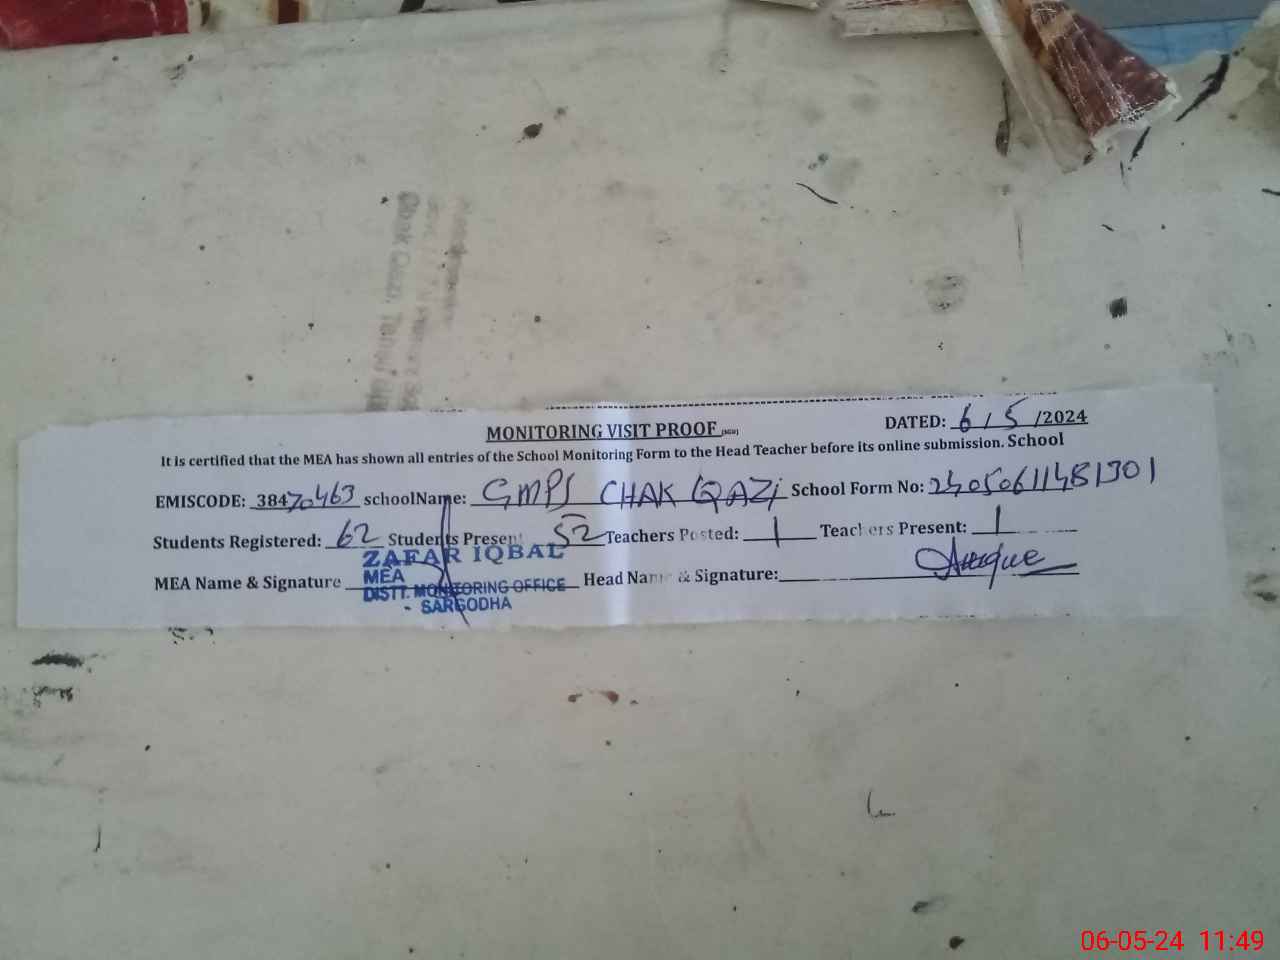 DATED: 6/5/2024
MONITORING VISIT PROOF
It is certified that the MEA has shown all entries of the School Monitoring Form to the Head Teacher before its online submission. School
EMISCODE: 38470463 schoolName: GMPS CHAK QAZi School Form No: 24050611481301
Students Registered: 62 Students Present 52 Teachers Posted: 1 Teachers Present: 1
MEA Name & Signature Head Name & Signature:
ZAFAR IQBAL
MEA
DISTT. MONITORING OFFICE
SARGODHA
06-05-24 11:49